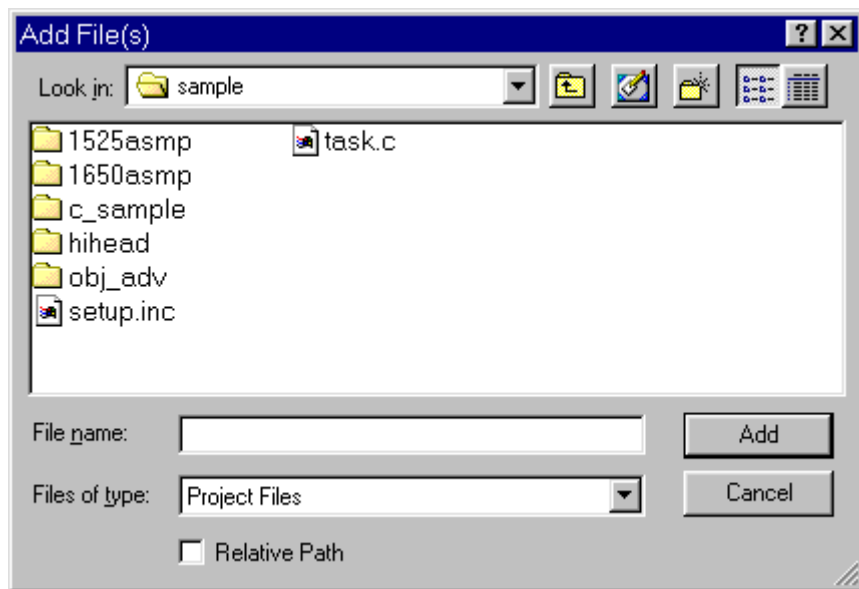 Add File(s)
Look in: sample
1525asmp
1650asmp
c_sample
hihead
obj_adv
setup.inc
task.c
File name:
Add
Files of type: Project Files
Cancel
Relative Path